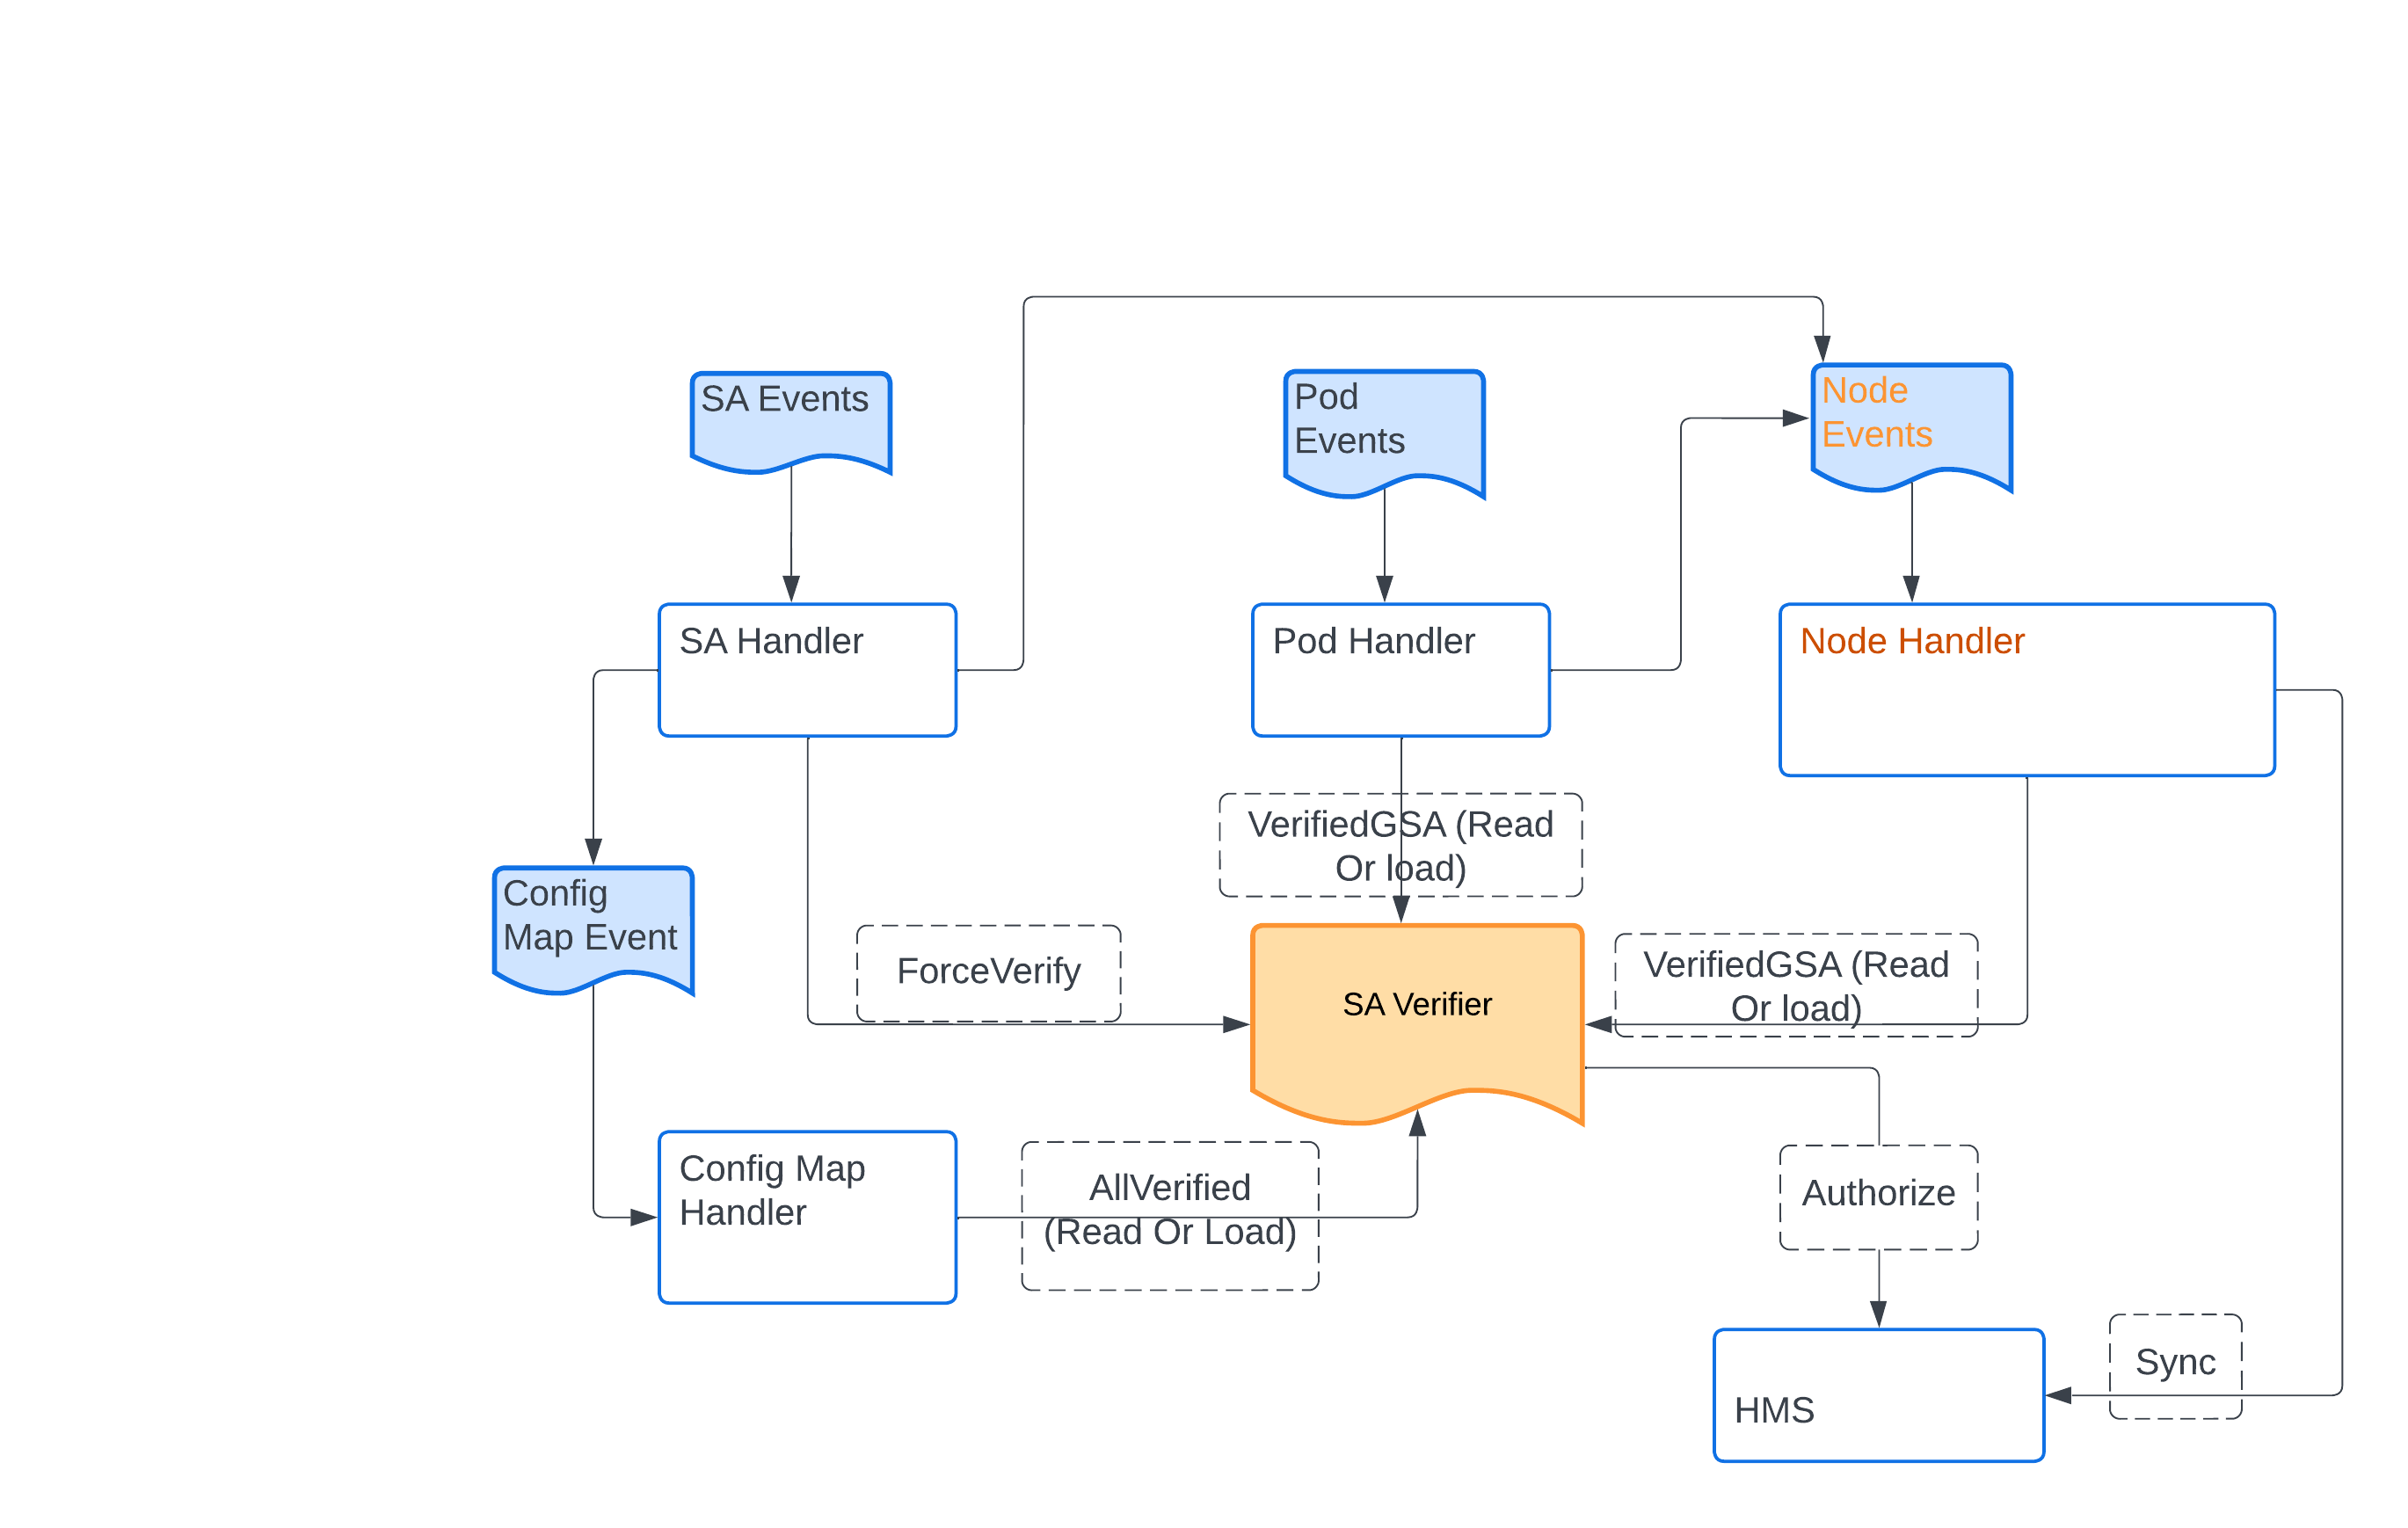 SA Events
Pod
Events
Node
Events
SA Handler
Pod Handler
Node Handler
VerifiedGSA (Read
Or load)
Config
Map Event
ForceVerify
SA Verifier
VerifiedGSA (Read
Or load)
Config Map
Handler
AllVerified
(Read Or Load)
Authorize
HMS
Sync